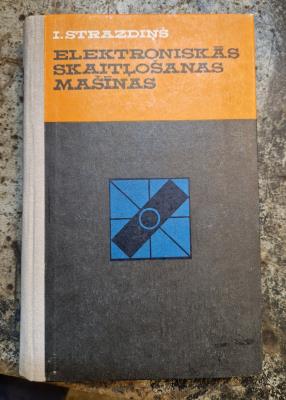 I. STRAZDIŅŠ
ELEKTRONISKĀS
SKAITĻOŠANAS
MAŠĪNAS